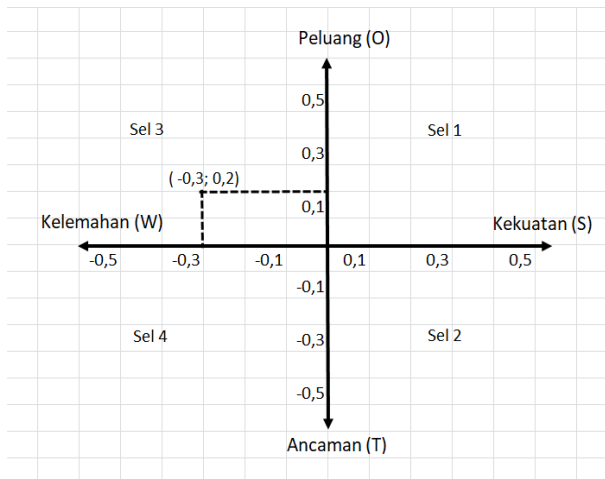 Peluang (O)
0,5
Sel 3
Sel 1
0,3
( -0,3; 0,2)
0,1
Kelemahan (W)
Kekuatan (S)
-0,5 -0,3 -0,1 0,1 0,3 0,5
-0,1
Sel 4
-0,3
Sel 2
-0,5
Ancaman (T)